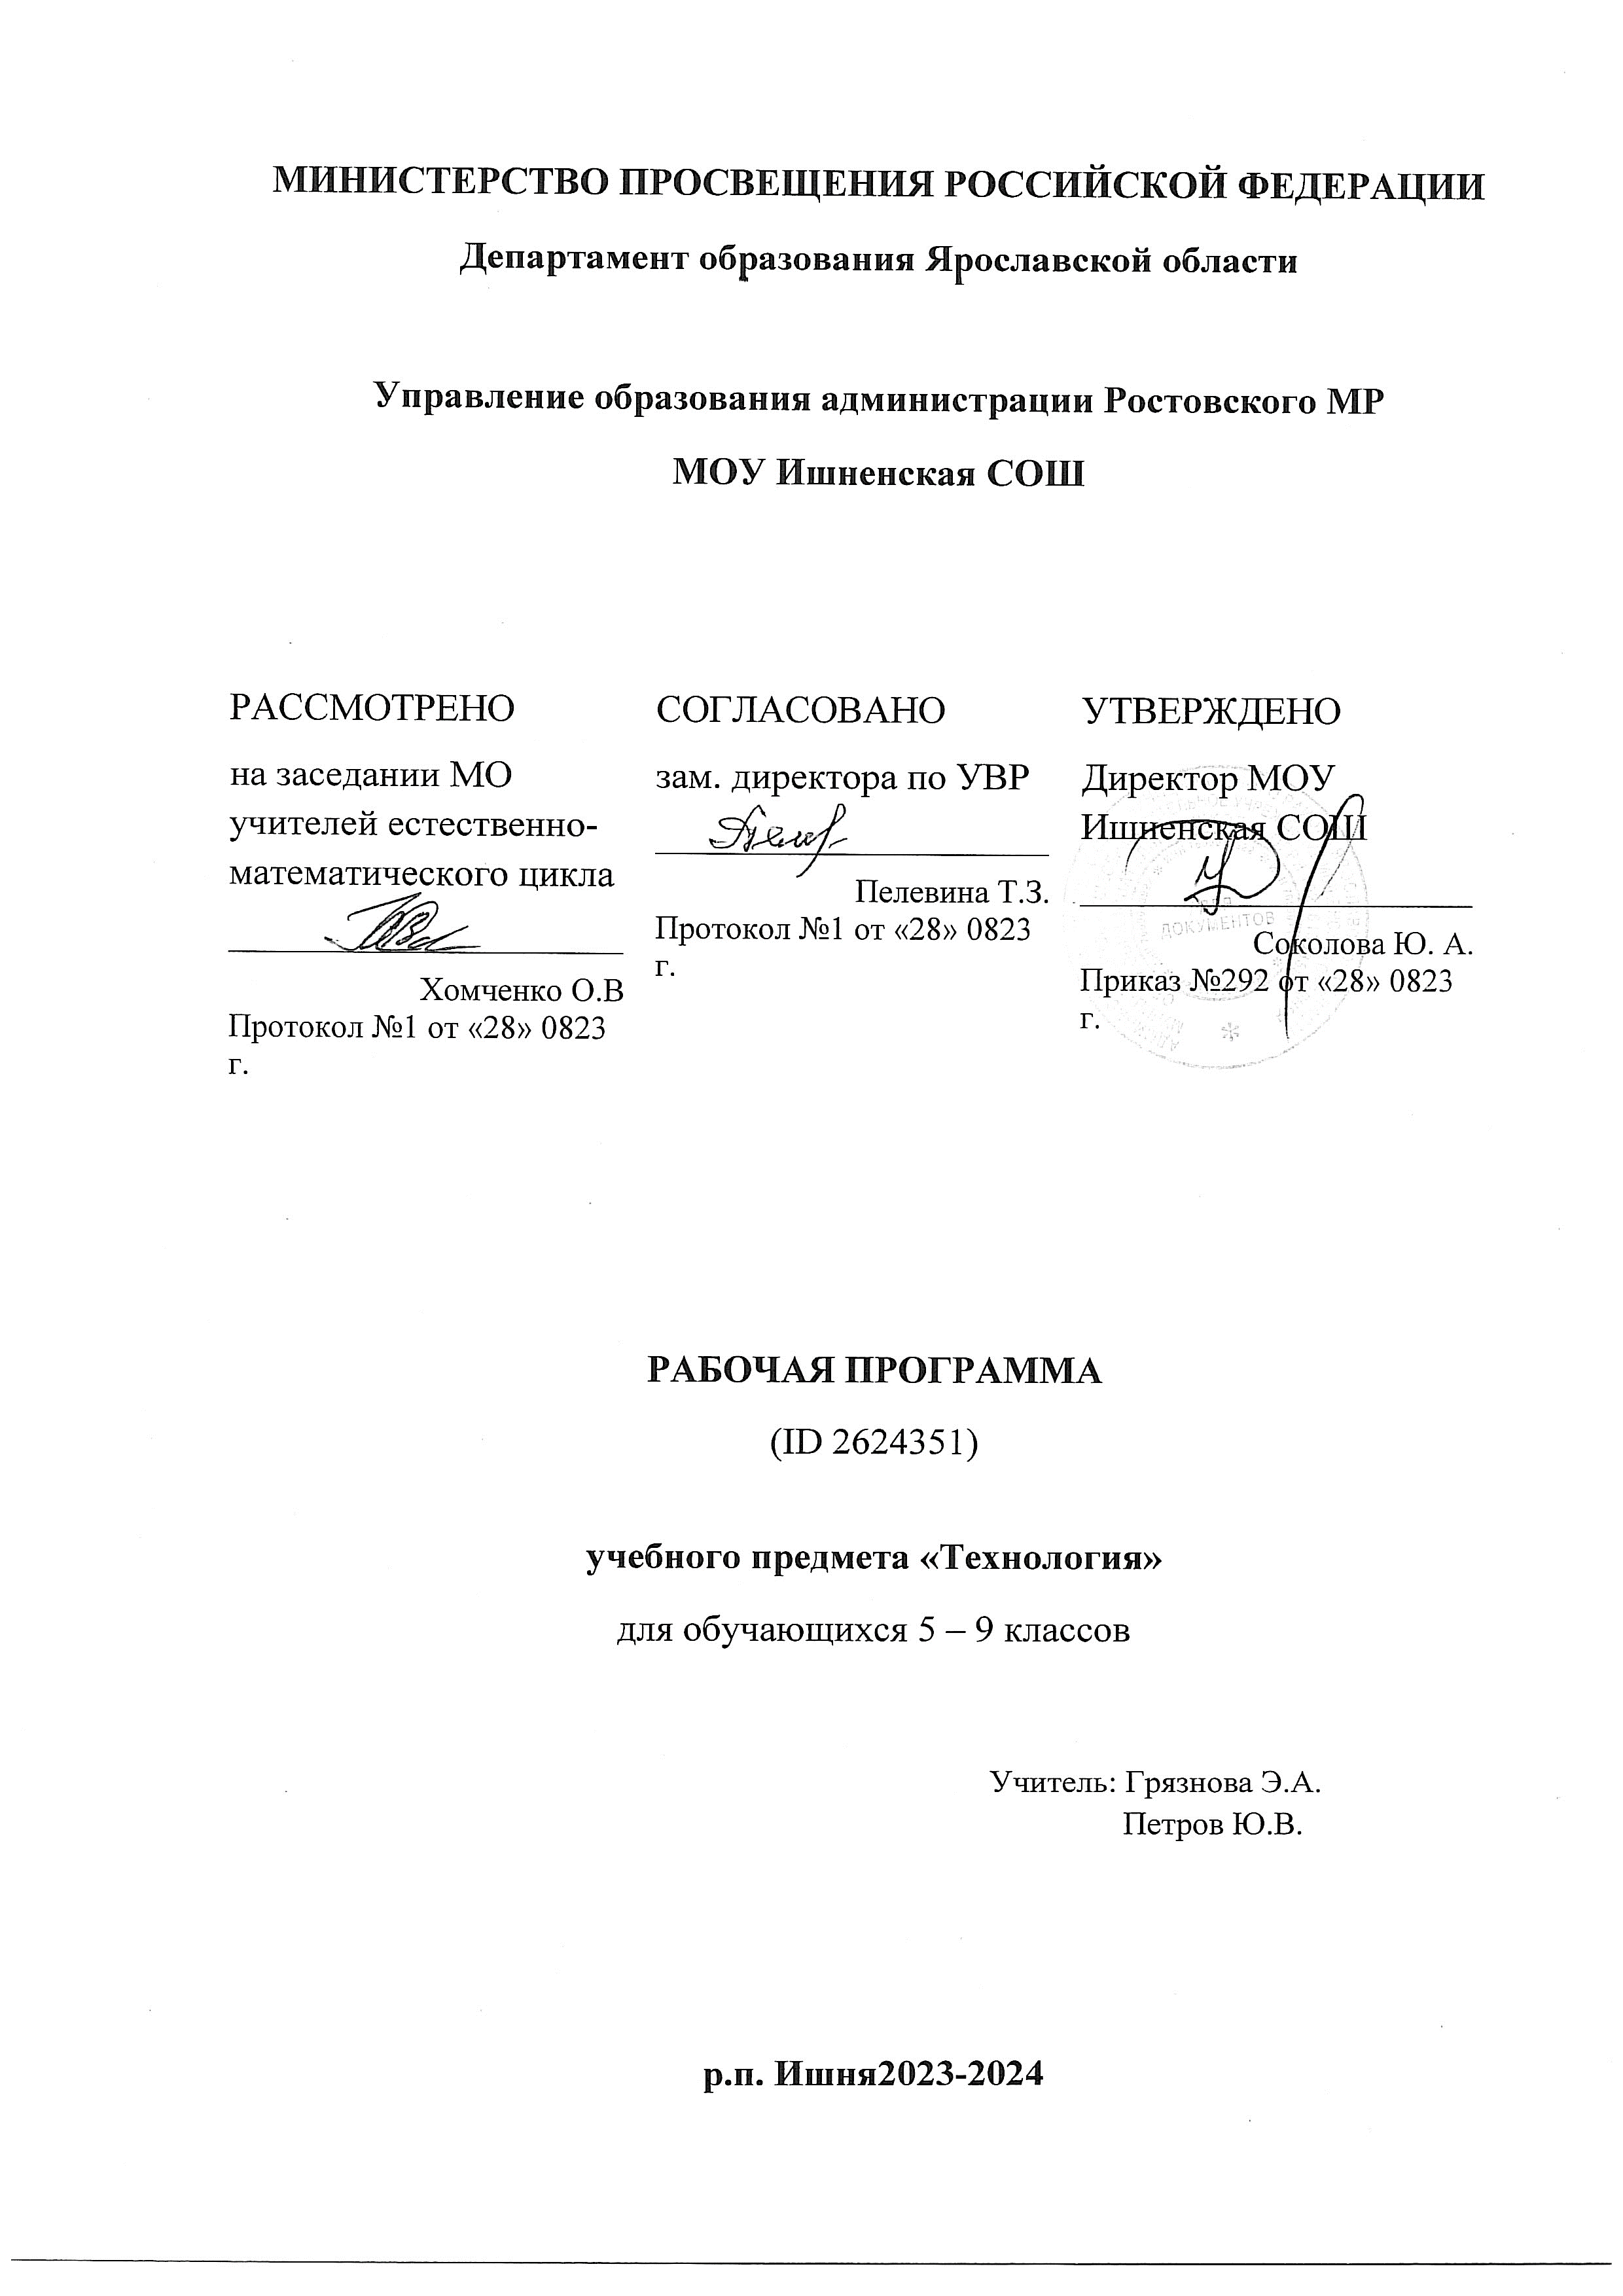 МИНИСТЕРСТВО ПРОСВЕЩЕНИЯ РОССИЙСКОЙ ФЕДЕРАЦИИ
Департамент образования Ярославской области
Управление образования администрации Ростовского МР
МОУ Ишненская СОШ
РАССМОТРЕНО
на заседании МО
учителей естественно-
математического цикла
Хомченко О.В
Протокол №1 от «28» 0823
г.
СОГЛАСОВАНО
зам. директора по УВР
Пелевина Т.З.
Протокол №1 от «28» 0823
г.
УТВЕРЖДЕНО
Директор МОУ
Ишненская СОШ
ДОКУМЕНТОВ
Соколова Ю. А.
Приказ №292 от «28» 0823
г.
РАБОЧАЯ ПРОГРАММА
(ID 2624351)
учебного предмета «Технология»
для обучающихся 5 – 9 классов
Учитель: Грязнова Э.А.
Петров Ю.В.
р.п. Ишня2023-2024